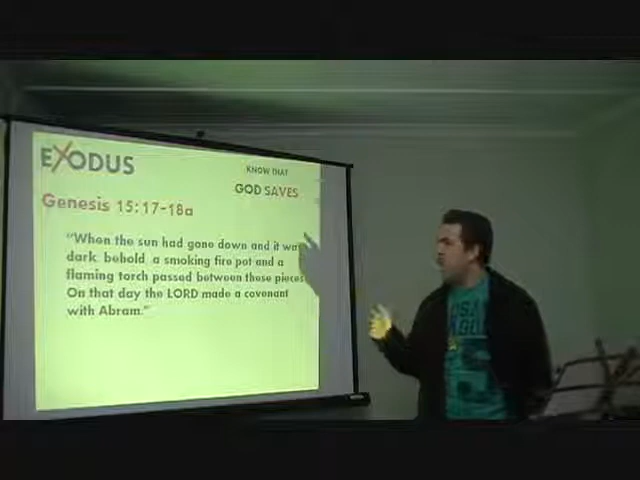 EXODUS
KNOW THAT
GOD SAVES
Genesis 15:17-18a
"When the sun had gone down and it was
dark, behold, a smoking fire pot and a
flaming torch passed between these pieces.
On that day the LORD made a covenant
with Abram."